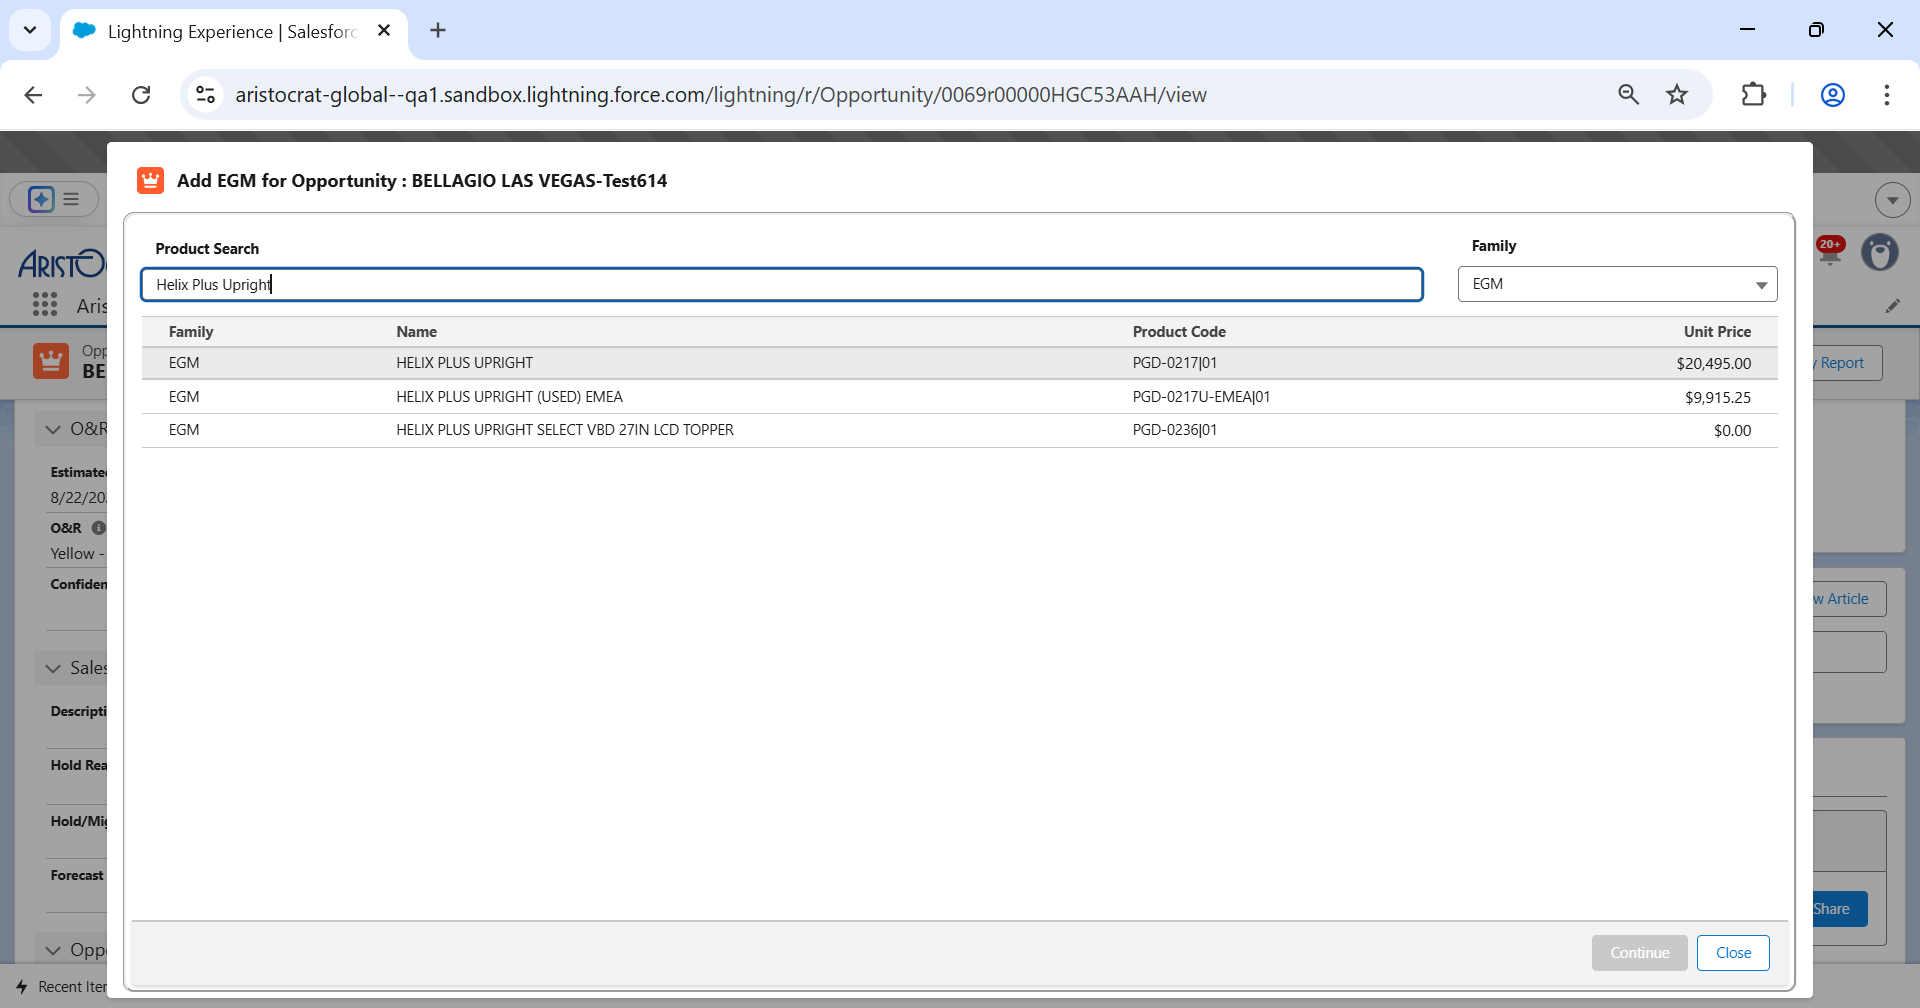 Lightning Experience | Salesforc
aristocrat-global--qa1.sandbox.lightning.force.com/lightning/r/Opportunity/0069r00000HGC53AAH/view
Add EGM for Opportunity : BELLAGIO LAS VEGAS-Test614
Product Search
Family
Helix Plus Upright
EGM
Family Name Product Code Unit Price
EGM HELIX PLUS UPRIGHT PGD-0217|01 $20,495.00
EGM HELIX PLUS UPRIGHT (USED) EMEA PGD-0217U-EMEA|01 $9,915.25
EGM HELIX PLUS UPRIGHT SELECT VBD 27IN LCD TOPPER PGD-0236|01 $0.00
Continue Close
ARISTO
20+
Aris
Opp
BE
y Report
O&R
Estimate
8/22/20
O&R
Yellow -
Confiden
w Article
Sales
Descripti
Hold Rea
Hold/Mig
Forecast
Share
Oppo
Recent Iter